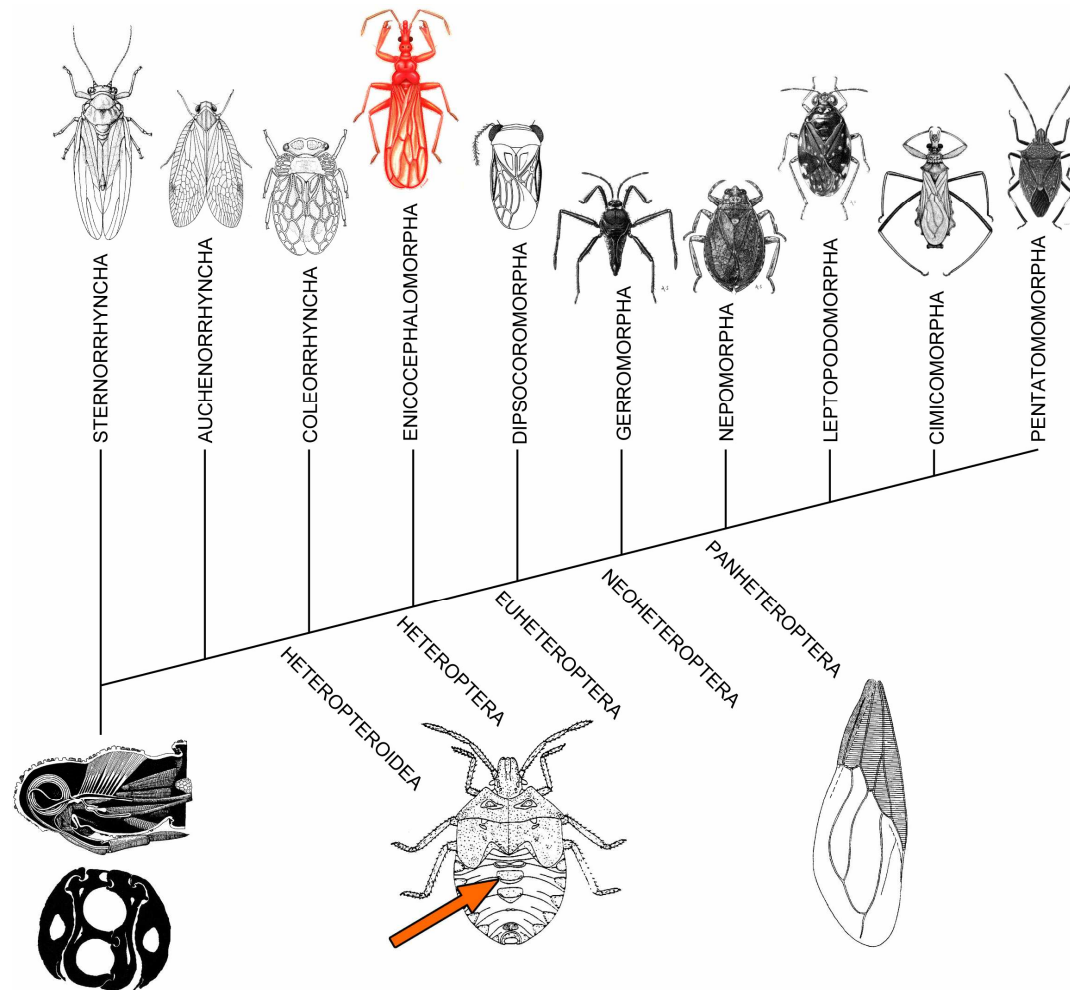 STERNORRHYNCHA
AUCHENORRHYNCHA
COLEORRHYNCHA
ENICOCEPHALOMORPHA
DIPSOCOROMORPHA
GERROMORPHA
NEPOMORPHA
LEPTOPODOMORPHA
CIMICOMORPHA
PENTATOMOMORPHA
HETEROPTEROIDEA
HETEROPTERA
EUHETEROPTERA
NEOHETEROPTERA
PANHETEROPTERA